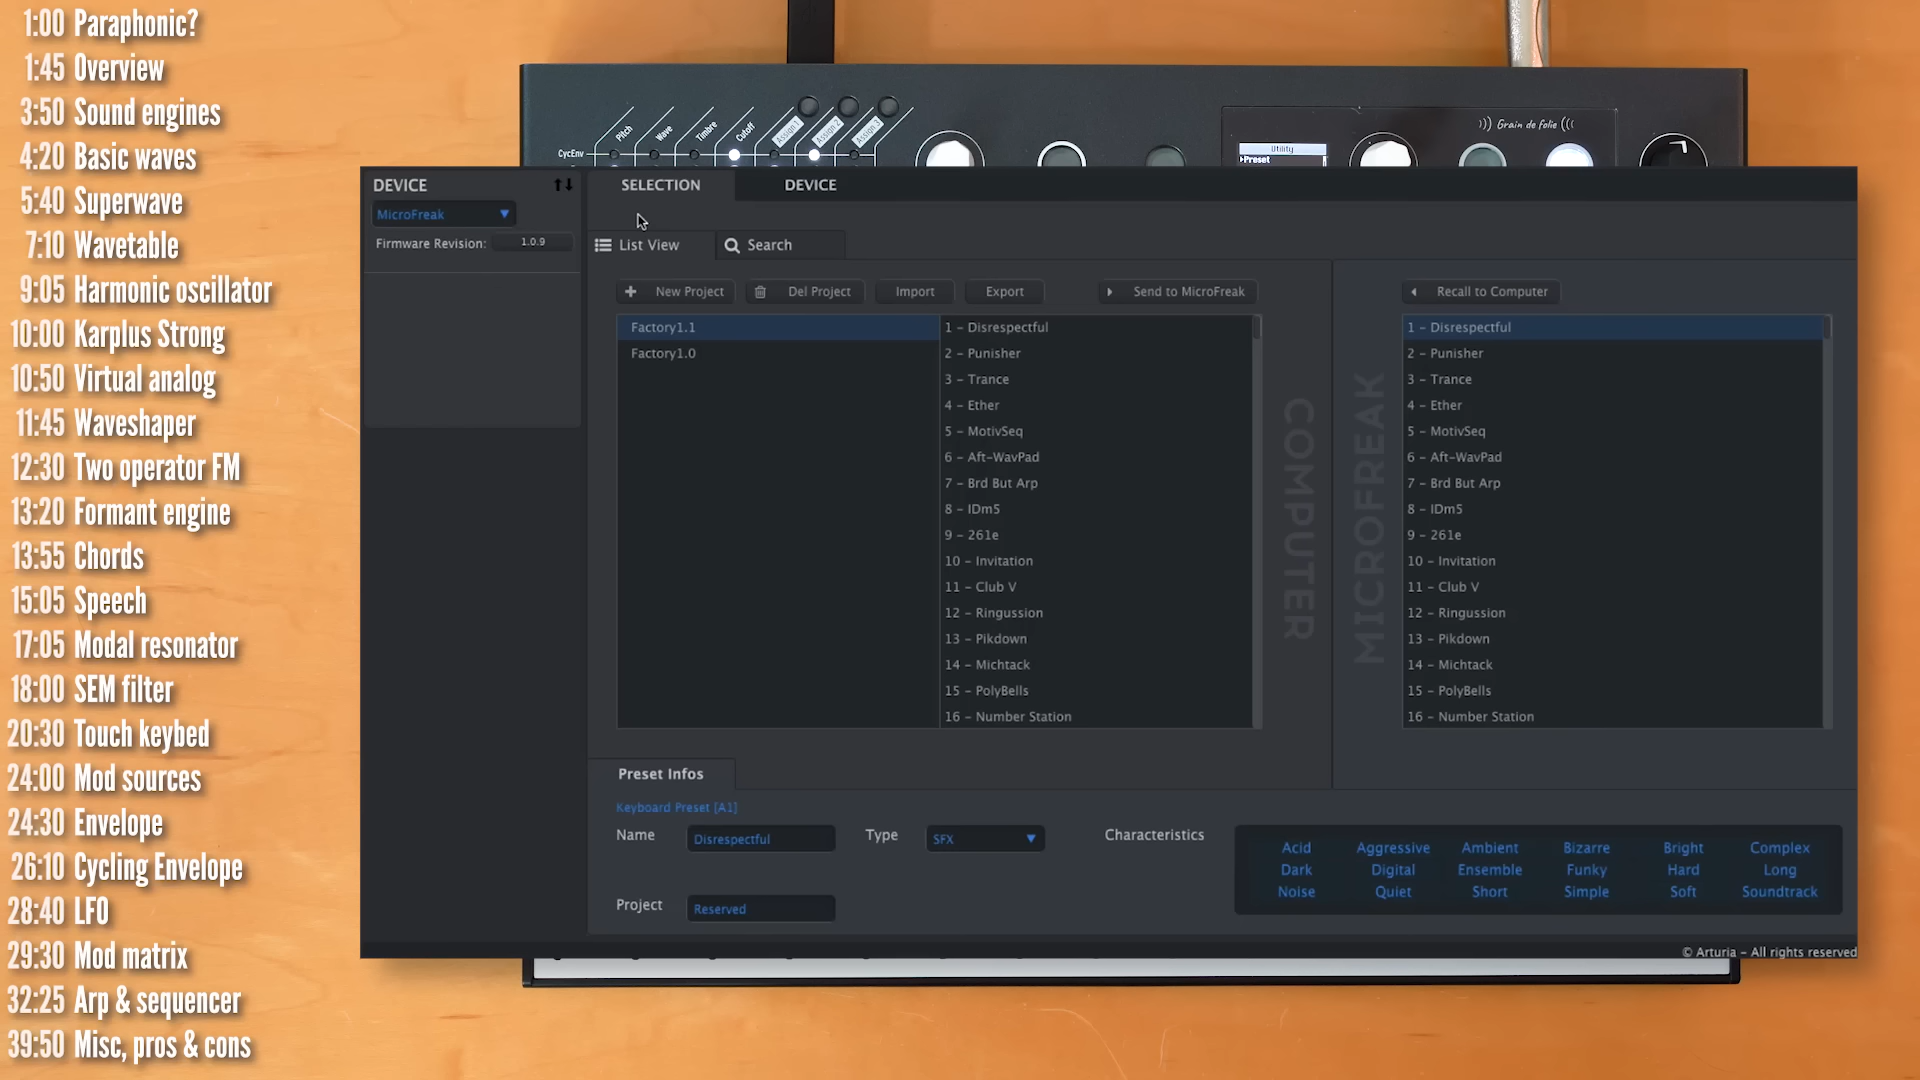 1:00 Paraphonic?
1:45 Overview
3:50 Sound engines
4:20 Basic waves
5:40 Superwave
7:10 Wavetable
9:05 Harmonic oscillator
10:00 Karplus Strong
10:50 Virtual analog
11:45 Waveshaper
12:30 Two operator FM
13:20 Formant engine
13:55 Chords
15:05 Speech
17:05 Modal resonator
18:00 SEM filter
20:30 Touch keybed
24:00 Mod sources
24:30 Envelope
26:10 Cycling Envelope
28:40 LFO
29:30 Mod matrix
32:25 Arp & sequencer
39:50 Misc, pros & cons
Pitch
Wave
Timbre
Cutoff
Assign 1
Assign 2
Assign 3
CycEnv
Utility
Preset
))) Grain de folie (((
DEVICE
MicroFreak
Firmware Revision: 1.0.9
SELECTION
DEVICE
List View
Search
New Project
Del Project
Import
Export
Send to MicroFreak
Recall to Computer
Factory1.1
Factory1.0
1 – Disrespectful
2 – Punisher
3 – Trance
4 – Ether
5 – MotivSeq
6 – Aft-WavPad
7 – Brd But Arp
8 – IDm5
9 – 261e
10 – Invitation
11 – Club V
12 – Ringussion
13 – Pikdown
14 – Michtack
15 – PolyBells
16 – Number Station
COMPUTER
MICROFREAK
1 – Disrespectful
2 – Punisher
3 – Trance
4 – Ether
5 – MotivSeq
6 – Aft-WavPad
7 – Brd But Arp
8 – IDm5
9 – 261e
10 – Invitation
11 – Club V
12 – Ringussion
13 – Pikdown
14 – Michtack
15 – PolyBells
16 – Number Station
Preset Infos
Keyboard Preset [A1]
Name Disrespectful
Type SFX
Project Reserved
Characteristics
Acid Aggressive Ambient Bizarre Bright Complex
Dark Digital Ensemble Funky Hard Long
Noise Quiet Short Simple Soft Soundtrack
© Arturia – All rights reserved